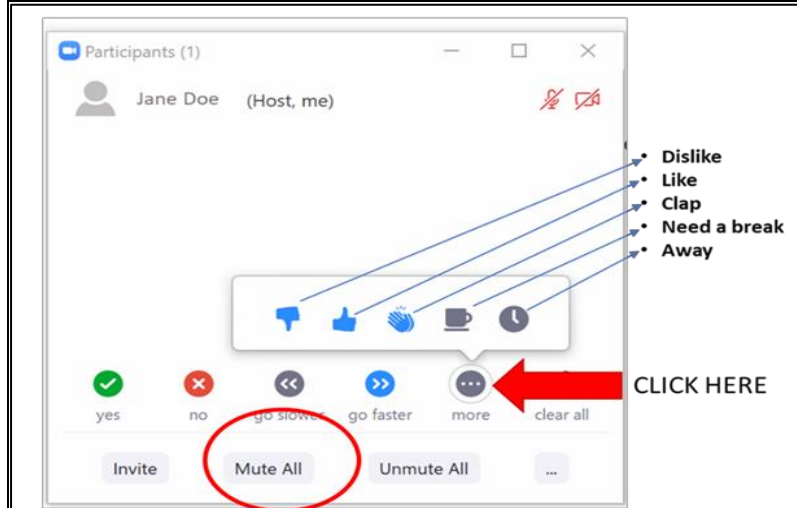 Participants (1)
Jane Doe (Host, me)
• Dislike
• Like
• Clap
• Need a break
• Away
CLICK HERE
yes no go slower go faster more clear all
Invite Mute All Unmute All ...